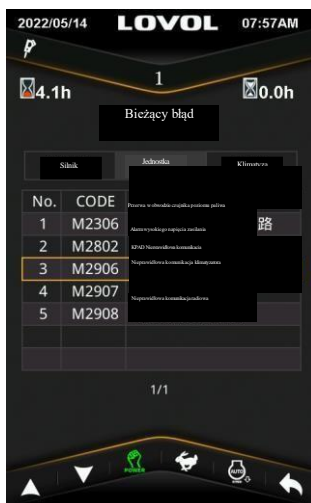 2022/05/14 LOVOL 07:57AM
1
4.1h 0.0h
Bieżący błąd
Silnik Jednostka Klimatyza
No. CODE
Przerwa w obwodzie czujnika poziomu paliwa
1 M2306 路
Alarm wysokiego napięcia zasilania
2 M2802 KPAD Nieprawidłowa komunikacja
3 M2906 Nieprawidłowa komunikacja klimatyzatora
4 M2907 Nieprawidłowa komunikacja radiowa
5 M2908
1/1
POWER AUTO